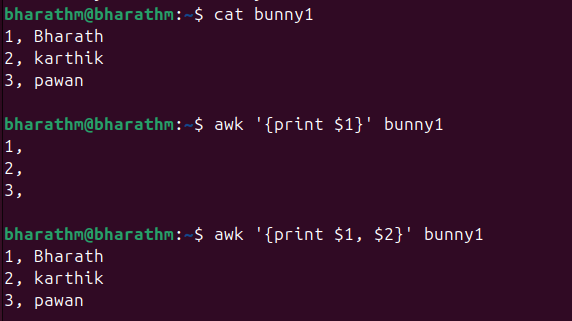 bharathm@bharathm:~$ cat bunny1
1, Bharath
2, karthik
3, pawan
bharathm@bharathm:~$ awk '{print $1}' bunny1
1,
2,
3,
bharathm@bharathm:~$ awk '{print $1, $2}' bunny1
1, Bharath
2, karthik
3, pawan